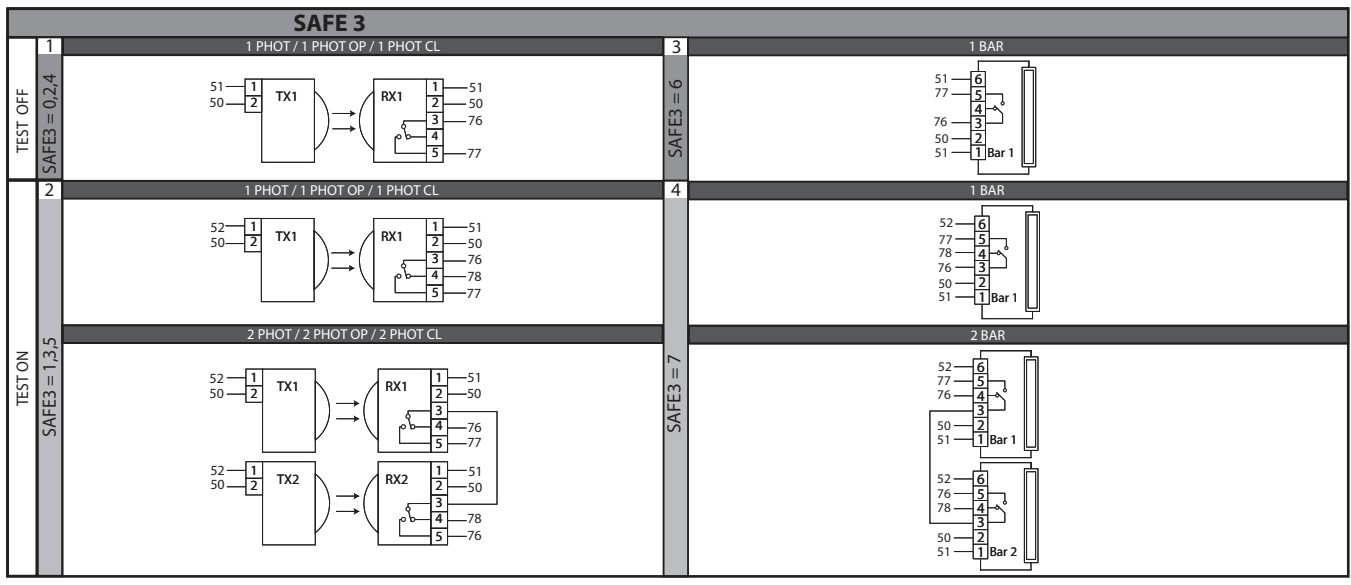 SAFE 3
TEST OFF
1
SAFE3 = 0,2,4
1 PHOT / 1 PHOT OP / 1 PHOT CL
51 1
50 2
TX1
RX1
1 51
2 50
3 76
4
5 77
3
SAFE3 = 6
1 BAR
51 6
77 5
4
76 3
50 2
51 1 Bar 1
TEST ON
2
SAFE3 = 1,3,5
1 PHOT / 1 PHOT OP / 1 PHOT CL
52 1
50 2
TX1
RX1
1 51
2 50
3 76
4 78
5 77
2 PHOT / 2 PHOT OP / 2 PHOT CL
52 1
50 2
TX1
RX1
1 51
2 50
3
4 76
5 77
52 1
50 2
TX2
RX2
1 51
2 50
3
4 78
5 76
4
SAFE3 = 7
1 BAR
52 6
77 5
78 4
76 3
50 2
51 1 Bar 1
2 BAR
52 6
77 5
76 4
3
50 2
51 1 Bar 1
52 6
76 5
78 4
3
50 2
51 1 Bar 2